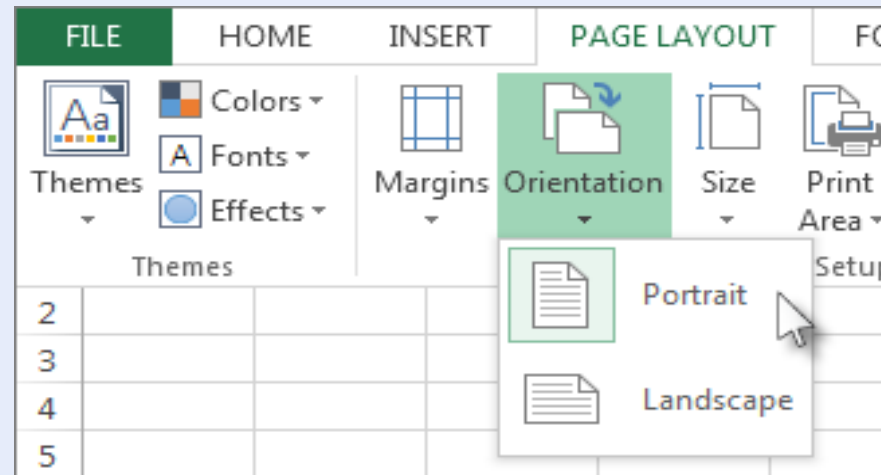 FILE HOME INSERT PAGE LAYOUT
Colors
Aa
A Fonts
Themes Margins Orientation Size Print
Effects Area
Themes
Portrait
2
3
Landscape
4
5